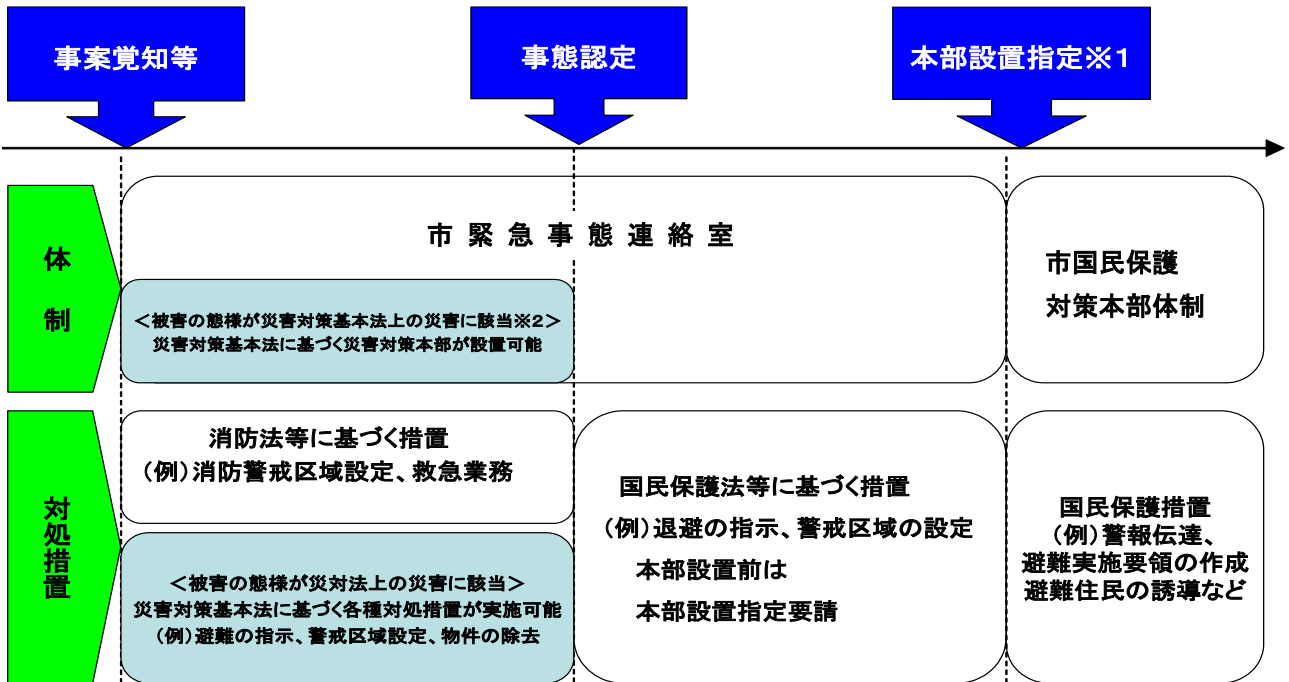 事案覚知等
事態認定
本部設置指定※1
体制
市緊急事態連絡室
＜被害の態様が災害対策基本法上の災害に該当※2＞
災害対策基本法に基づく災害対策本部が設置可能
市国民保護
対策本部体制
対処措置
消防法等に基づく措置
（例）消防警戒区域設定、救急業務
＜被害の態様が災対法上の災害に該当＞
災害対策基本法に基づく各種対処措置が実施可能
（例）避難の指示、警戒区域設定、物件の除去
国民保護法等に基づく措置
（例）退避の指示、警戒区域の設定
本部設置前は
本部設置指定要請
国民保護措置
（例）警報伝達、
避難実施要領の作成
避難住民の誘導など